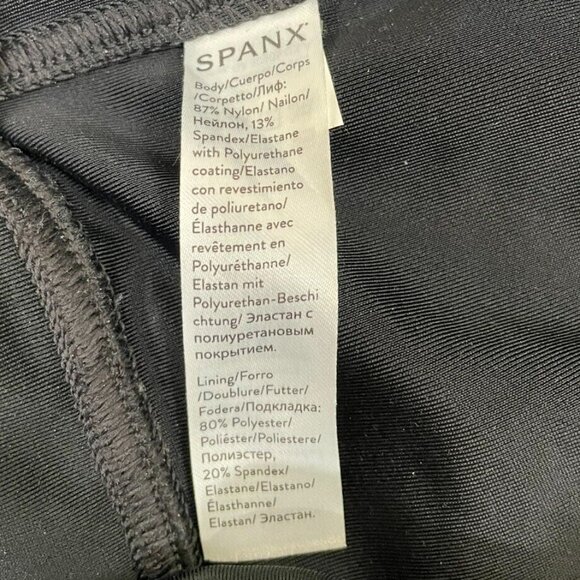 SPANX
Body/Cuerpo/Corps
/Corpetto/Лиф:
87% Nylon/ Nailon/
Нейлон, 13%
Spandex/Elastane
with Polyurethane
coating/Elastano
con revestimiento
de poliuretano/
Élasthanne avec
revêtement en
Polyuréthanne/
Elastan mit
Polyurethan-Beschi
chtung/ Эластан с
полиуретановым
покрытием.
Lining/Forro
/Doublure/Futter/
Fodera/Подкладка:
80% Polyester/
Poliéster/Poliestere/
Полиэстер,
20% Spandex/
Elastane/Elastano/
Élasthanne/
Elastan/ Эластан.